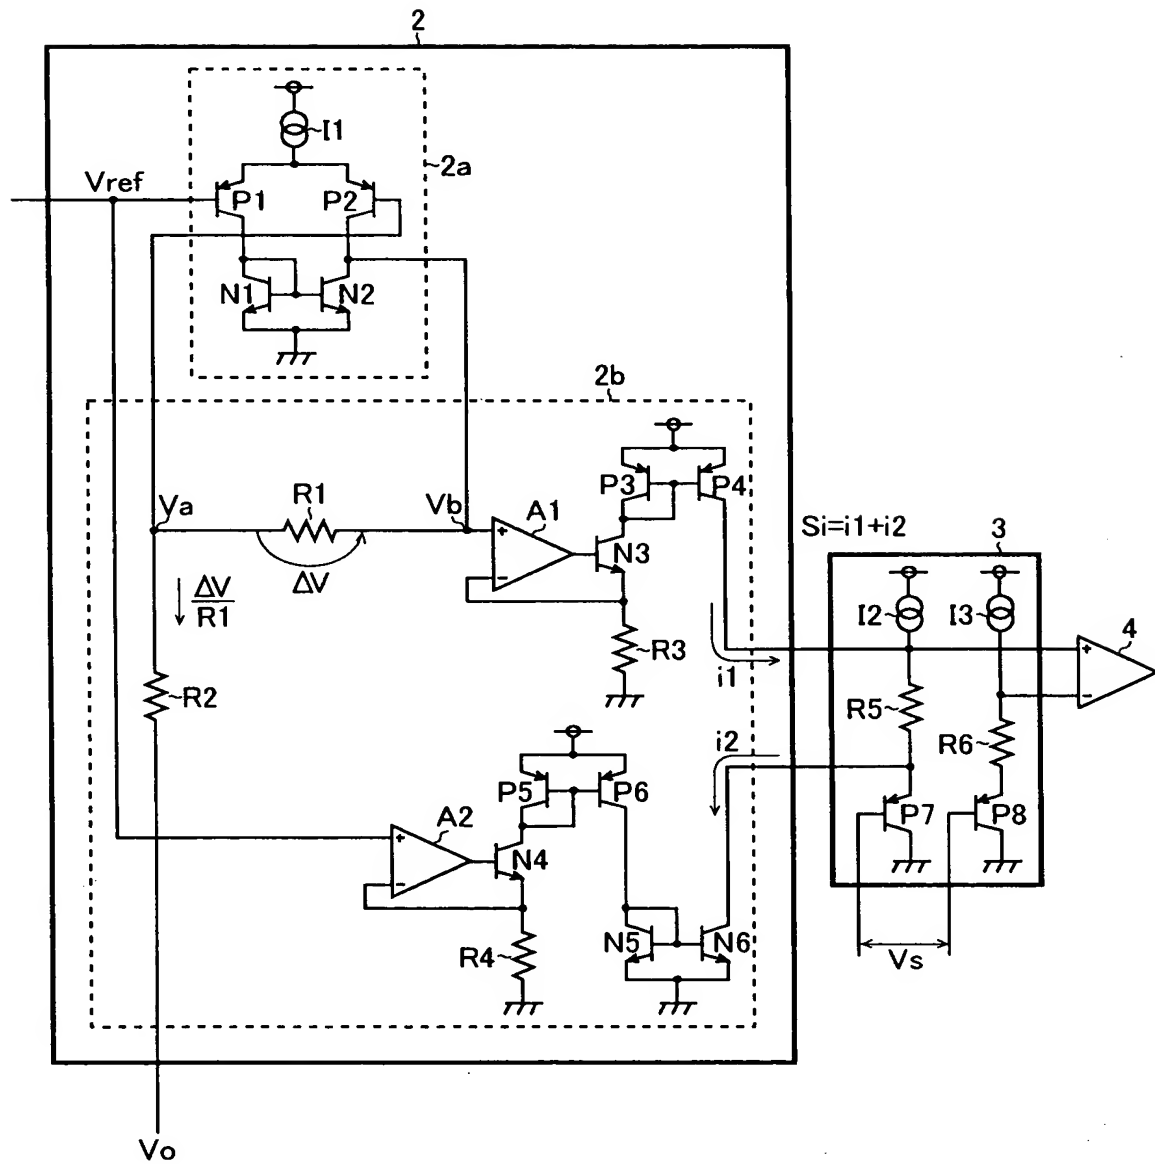 2
I1
2a
Vref
P1
P2
N1
N2
2b
P3
P4
Va
R1
Vb
A1
N3
Si=i1+i2
3
ΔV
ΔV
R1
I2
I3
4
R3
i1
R2
R5
R6
i2
P5
P6
A2
P7
P8
N4
R4
N5
N6
Vs
Vo
+
-
+
-
+
-